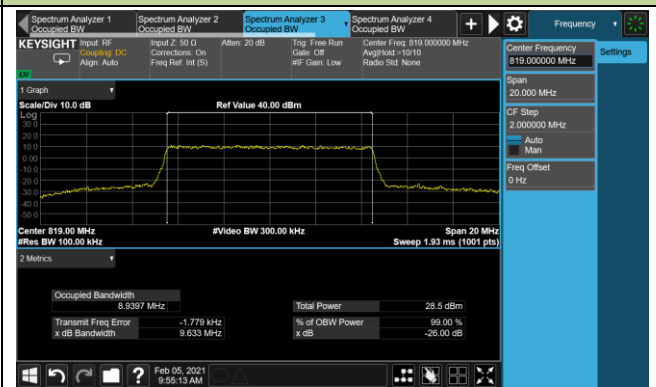 Spectrum Analyzer 1
Occupied BW
Spectrum Analyzer 2
Occupied BW
Spectrum Analyzer 3
Occupied BW
Spectrum Analyzer 4
Occupied BW
Frequency
KEYSIGHT
Input: RF
Coupling: DC
Align: Auto
Input Z: 50 Ω
Corrections: On
Freq Ref: Int (S)
Atten: 20 dB
Trig: Free Run
Gate: Off
#IF Gain: Low
Center Freq: 819.000000 MHz
Avg|Hold:>10/10
Radio Std: None
Center Frequency
819.000000 MHz
Settings
Span
20.000 MHz
CF Step
2.000000 MHz
Auto
Man
Freq Offset
0 Hz
1 Graph
Scale/Div 10.0 dB
Ref Value 40.00 dBm
Log
30.0
20.0
10.0
0.00
-10.0
-20.0
-30.0
-40.0
-50.0
Center 819.00 MHz
#Video BW 300.00 kHz
Span 20 MHz
#Res BW 100.00 kHz
Sweep 1.93 ms (1001 pts)
2 Metrics
Occupied Bandwidth
8.9397 MHz
Total Power 28.5 dBm
Transmit Freq Error -1.779 kHz
% of OBW Power 99.00 %
x dB Bandwidth 9.633 MHz
x dB -26.00 dB
Feb 05, 2021
9:55:13 AM